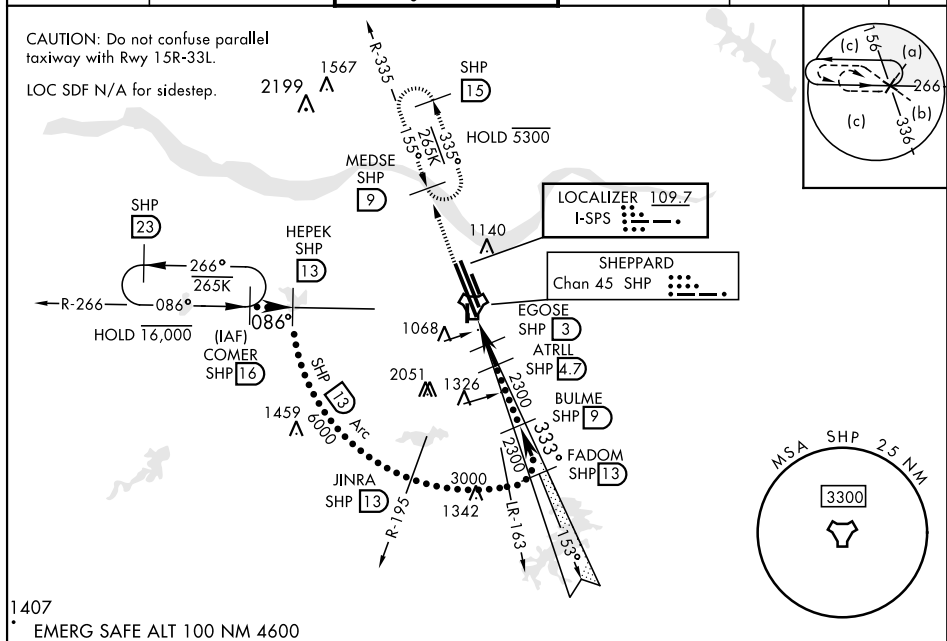 CAUTION: Do not confuse parallel
taxiway with Rwy 15R-33L.
LOC SDF N/A for sidestep.
R-335
1567
2199
SHP
15
HOLD 5300
155°
265K
335°
MEDSE
SHP
9
156
(c)
(a)
266
(b)
(c)
336
LOCALIZER 109.7
I-SPS
1140
SHEPPARD
Chan 45 SHP
SHP
23
HEPEK
SHP
13
266°
265K
R-266
086°
086°
HOLD 16,000
(IAF)
COMER
SHP 16
EGOSE
SHP 3
1068
ATRLL
SHP 4.7
2051
1326
2300
BULME
SHP 9
333°
2300
FADOM
SHP 13
SHP 13 Arc
6000
1459
JINRA
SHP 13
3000
1342
R-195
LR-163
153°
MSA SHP 25 NM
3300
1407
EMERG SAFE ALT 100 NM 4600